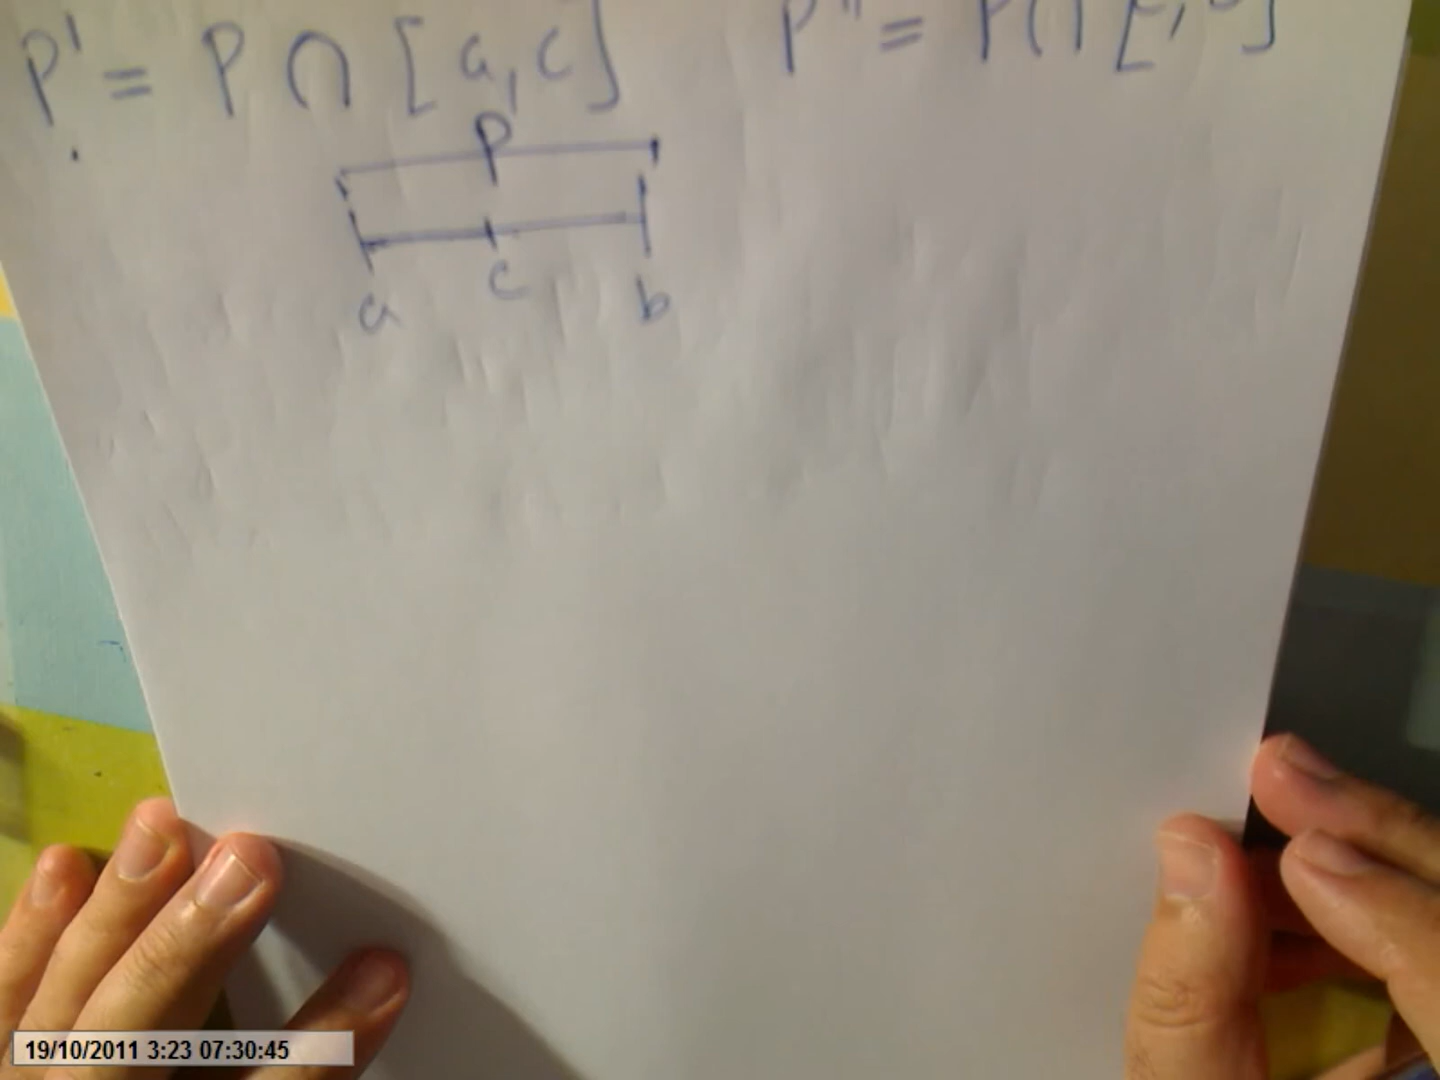 P' = P ∩ [a, c] P'' = P ∩ [
P
a c b
19/10/2011 3:23 07:30:45